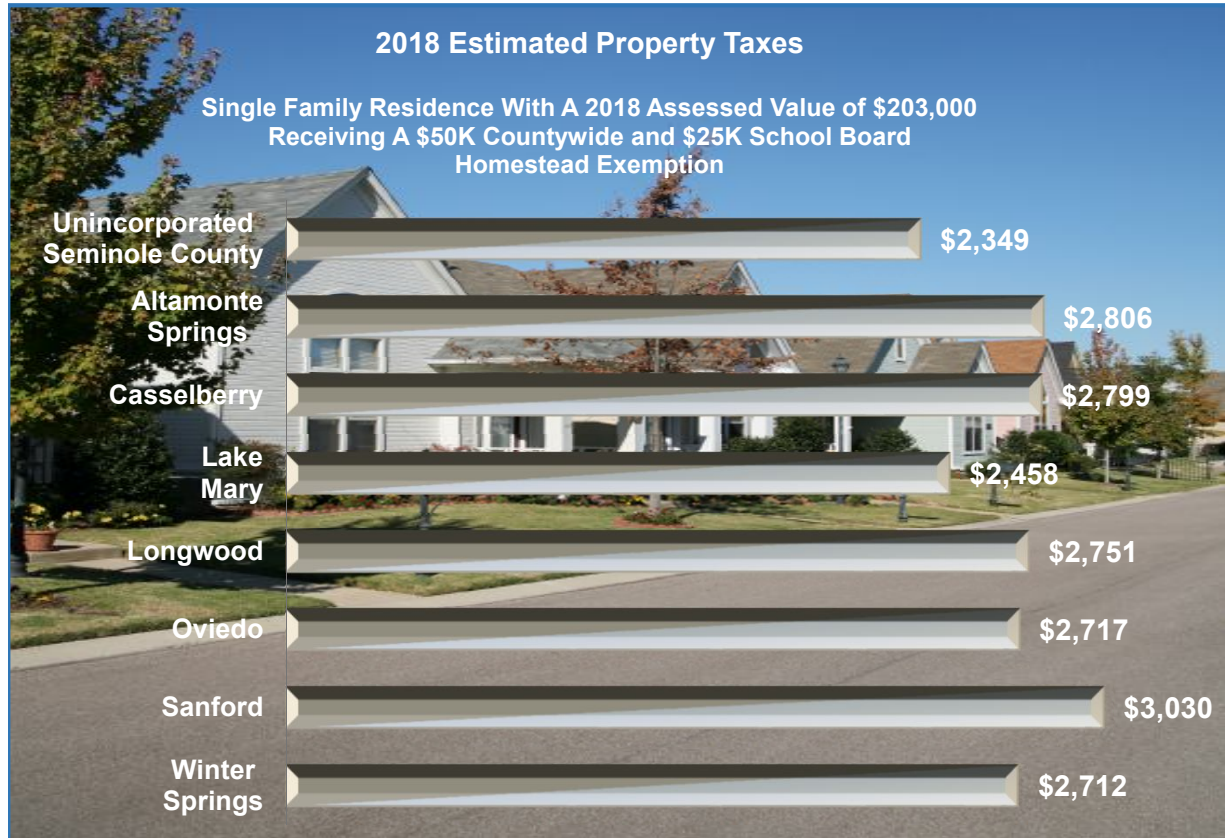 2018 Estimated Property Taxes
Single Family Residence With A 2018 Assessed Value of $203,000
Receiving A $50K Countywide and $25K School Board
Homestead Exemption
Unincorporated
Seminole County
$2,349
Altamonte
Springs
$2,806
Casselberry
$2,799
Lake
Mary
$2,458
Longwood
$2,751
Oviedo
$2,717
Sanford
$3,030
Winter
Springs
$2,712